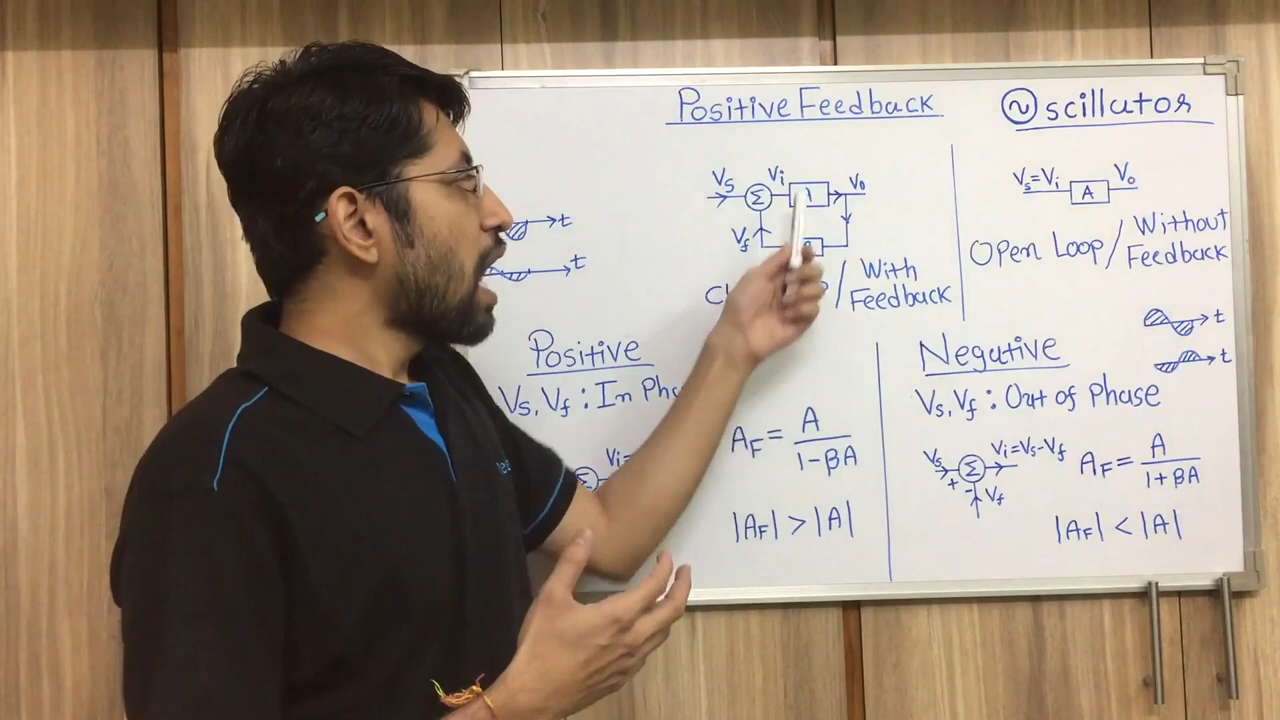 Positive Feedback
Oscillator
Vs
Vi
Vo
Vf
With
Feedback
Vs=Vi
A
Vo
Open Loop/
Without
Feedback
t
t
Positive
Vs, Vf : In
Vi=
AF = A / 1-βA
|AF| > |A|
Negative
t
t
Vs, Vf : Out of Phase
Vs
+
Σ
-
Vf
Vi=Vs-Vf
AF = A / 1+βA
|AF| < |A|